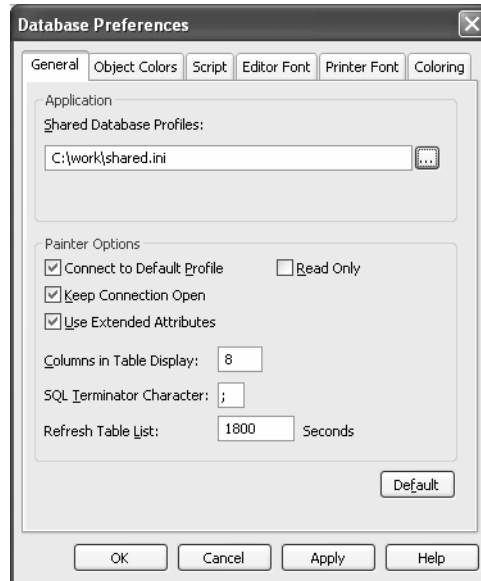 Database Preferences
General Object Colors Script Editor Font Printer Font Coloring
Application
Shared Database Profiles:
C:\work\shared.ini ...
Painter Options
Connect to Default Profile Read Only
Keep Connection Open
Use Extended Attributes
Columns in Table Display: 8
SQL Terminator Character: ;
Refresh Table List: 1800 Seconds
Default
OK Cancel Apply Help